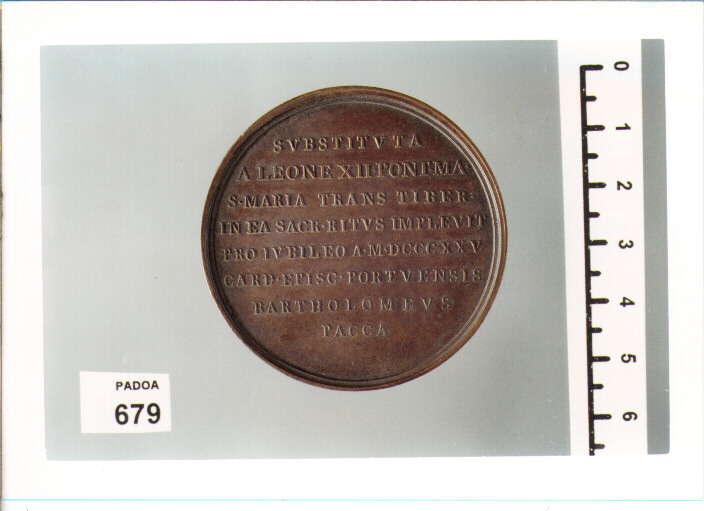 SVBSTITVTA
A LEONE XII·PONT·MA·
S·MARIA TRANS TIBER·
IN EA SACR·RITVS IMPLEVIT
PRO IVBILEO A·M·DCCCXXV
CARD·EPISC·PORTVENSIS
BARTHOLOMEVS
PACCA
PADOA
679
0
1
2
3
4
5
6